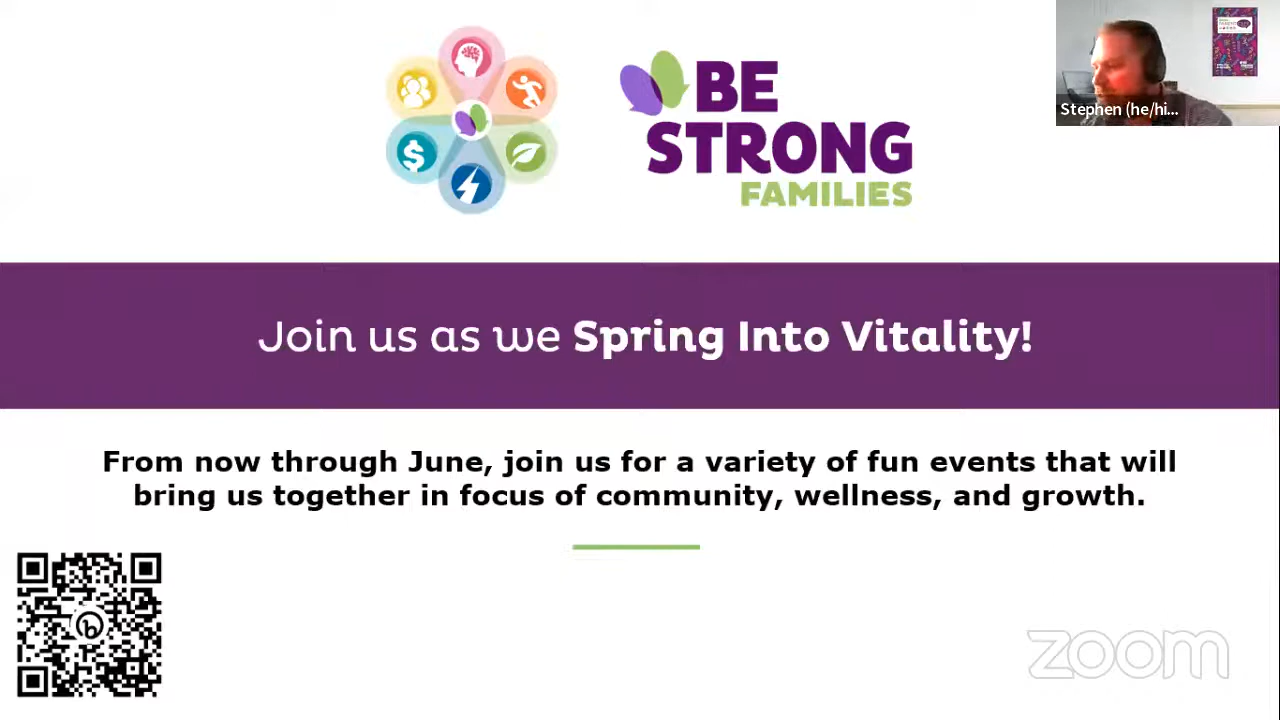 BE
STRONG
FAMILIES
Stephen (he/hi...
Join us as we Spring Into Vitality!
From now through June, join us for a variety of fun events that will
bring us together in focus of community, wellness, and growth.
zoom